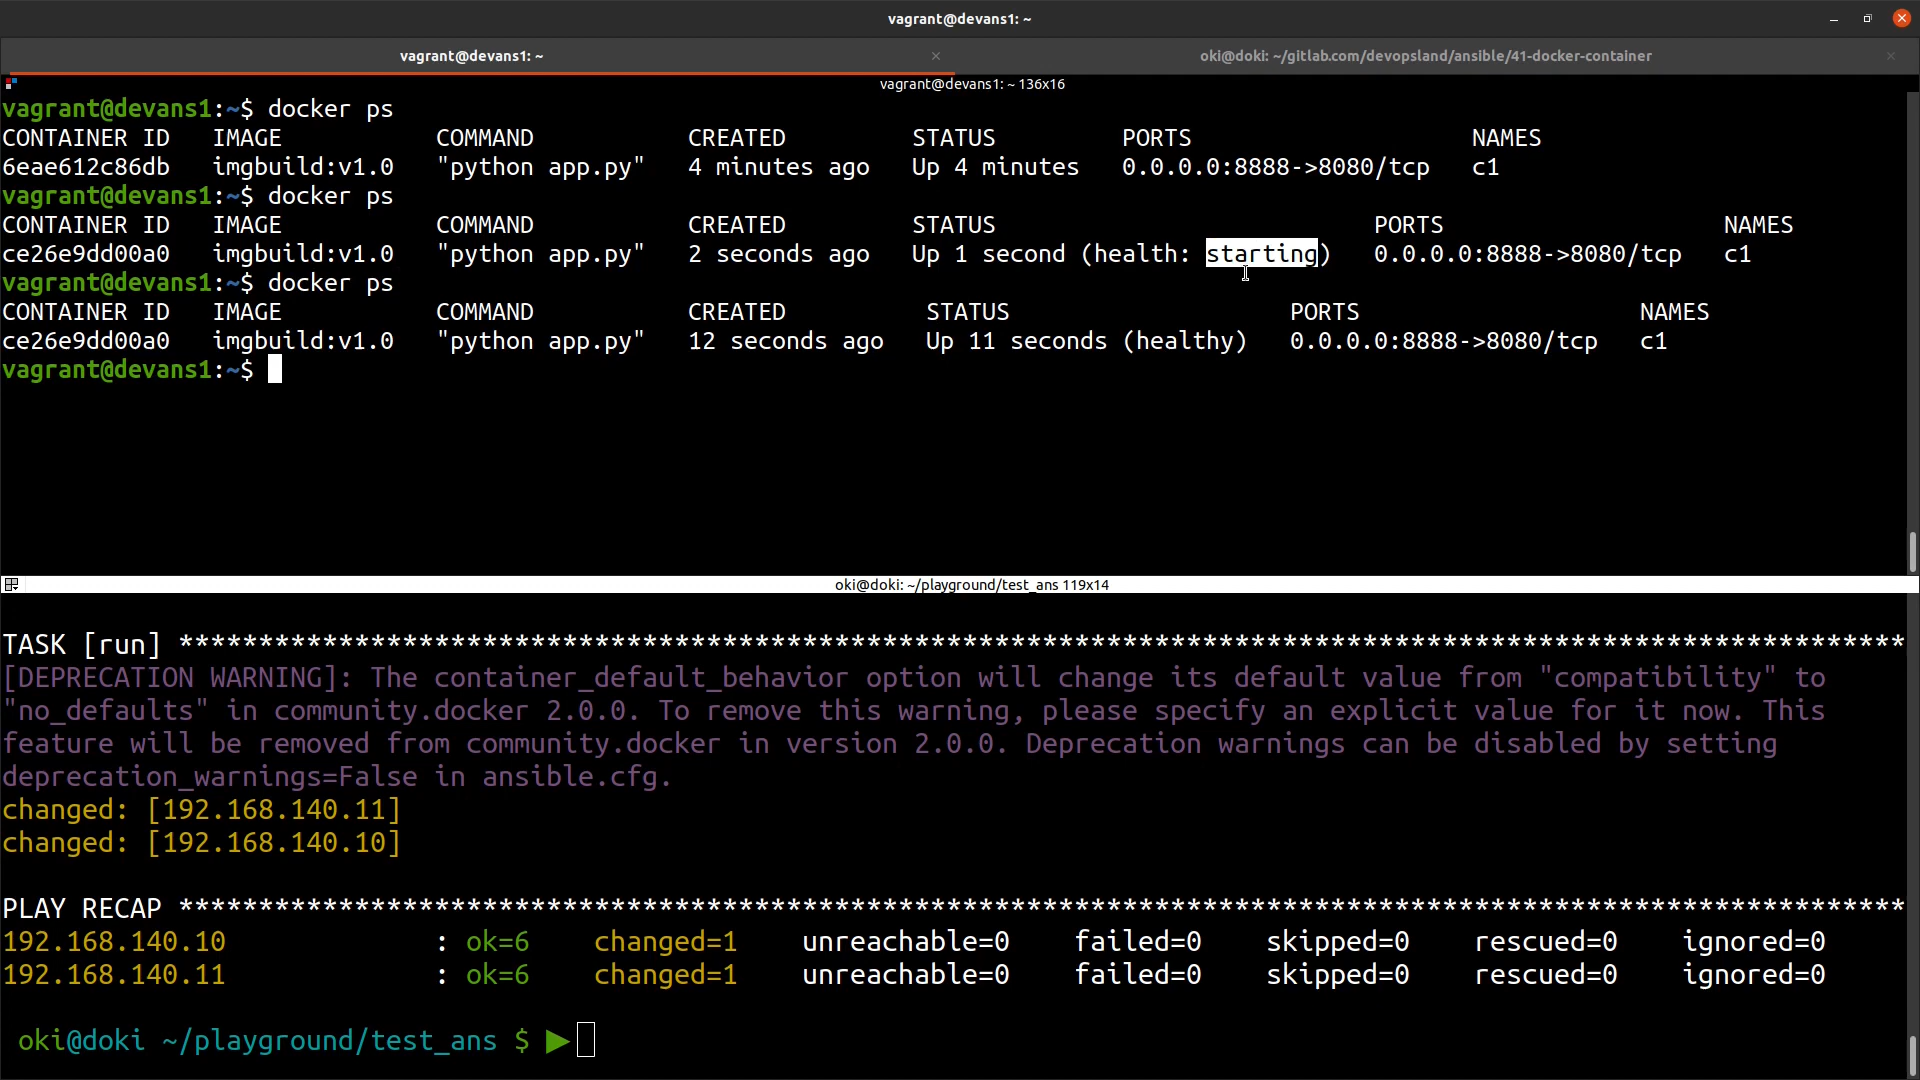 vagrant@devans1: ~
vagrant@devans1: ~
oki@doki: ~/gitlab.com/devopsland/ansible/41-docker-container
vagrant@devans1: ~ 136x16
vagrant@devans1:~$ docker ps
CONTAINER ID   IMAGE           COMMAND           CREATED         STATUS         PORTS                    NAMES
6eae612c86db   imgbuild:v1.0   "python app.py"   4 minutes ago   Up 4 minutes   0.0.0.0:8888->8080/tcp   c1
vagrant@devans1:~$ docker ps
CONTAINER ID   IMAGE           COMMAND           CREATED         STATUS                           PORTS                    NAMES
ce26e9dd00a0   imgbuild:v1.0   "python app.py"   2 seconds ago   Up 1 second (health: starting)   0.0.0.0:8888->8080/tcp   c1
vagrant@devans1:~$ docker ps
CONTAINER ID   IMAGE           COMMAND           CREATED          STATUS                    PORTS                    NAMES
ce26e9dd00a0   imgbuild:v1.0   "python app.py"   12 seconds ago   Up 11 seconds (healthy)   0.0.0.0:8888->8080/tcp   c1
vagrant@devans1:~$
oki@doki: ~/playground/test_ans 119x14
TASK [run] ************************************************************************************************************
[DEPRECATION WARNING]: The container_default_behavior option will change its default value from "compatibility" to
"no_defaults" in community.docker 2.0.0. To remove this warning, please specify an explicit value for it now. This
feature will be removed from community.docker in version 2.0.0. Deprecation warnings can be disabled by setting
deprecation_warnings=False in ansible.cfg.
changed: [192.168.140.11]
changed: [192.168.140.10]
PLAY RECAP ************************************************************************************************************
192.168.140.10             : ok=6    changed=1    unreachable=0    failed=0    skipped=0    rescued=0    ignored=0
192.168.140.11             : ok=6    changed=1    unreachable=0    failed=0    skipped=0    rescued=0    ignored=0
oki@doki ~/playground/test_ans $ ▶